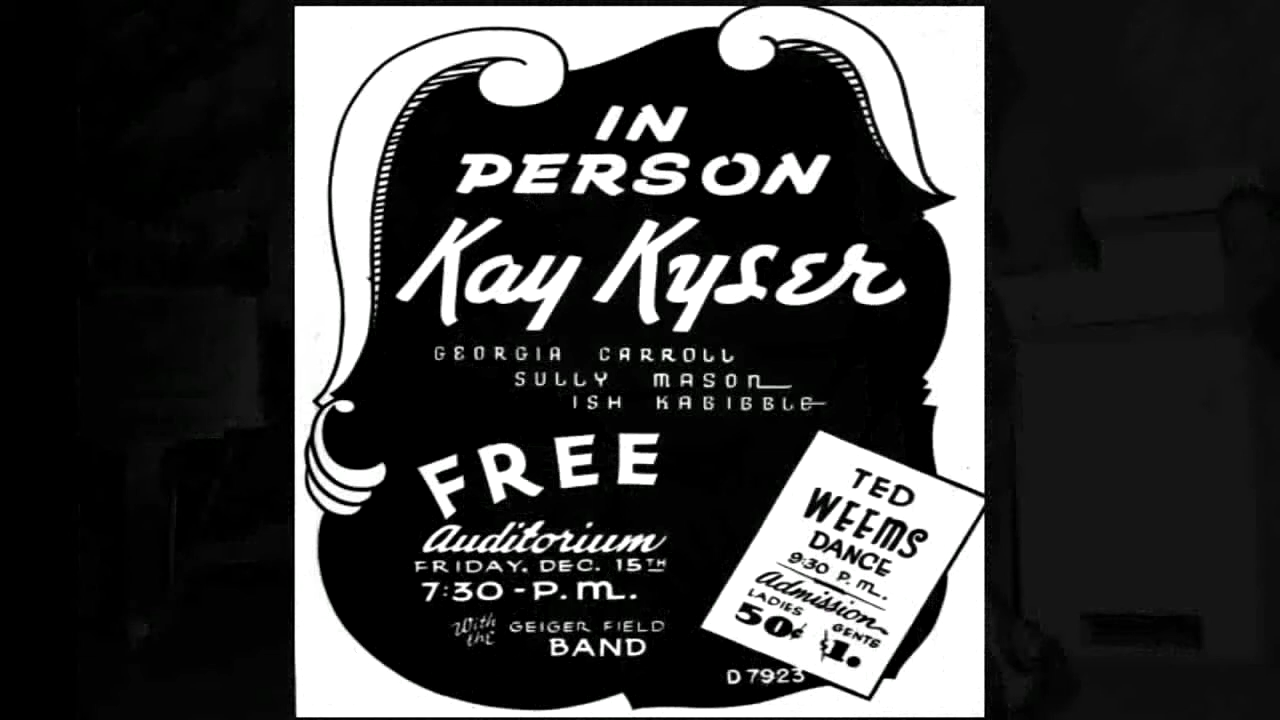 IN
PERSON
Kay Kyser
GEORGIA CARROLL
SULLY MASON
ISH KABIBBLE
FREE
Auditorium
FRIDAY. DEC. 15TH
7:30 - P. M.
With the GEIGER FIELD
BAND
TED
WEEMS
DANCE
9:30 P. M.
Admission
LADIES GENTS
50¢ $1.
D 7923